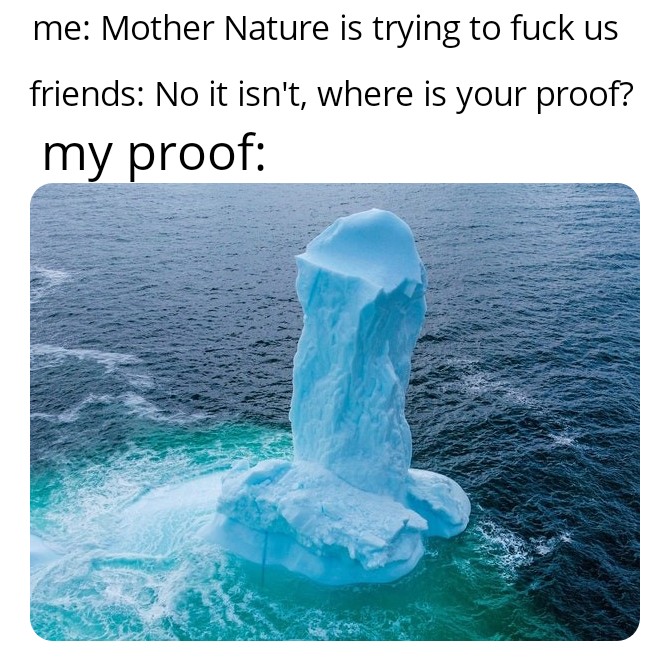 me: Mother Nature is trying to fuck us
friends: No it isn't, where is your proof?
my proof: